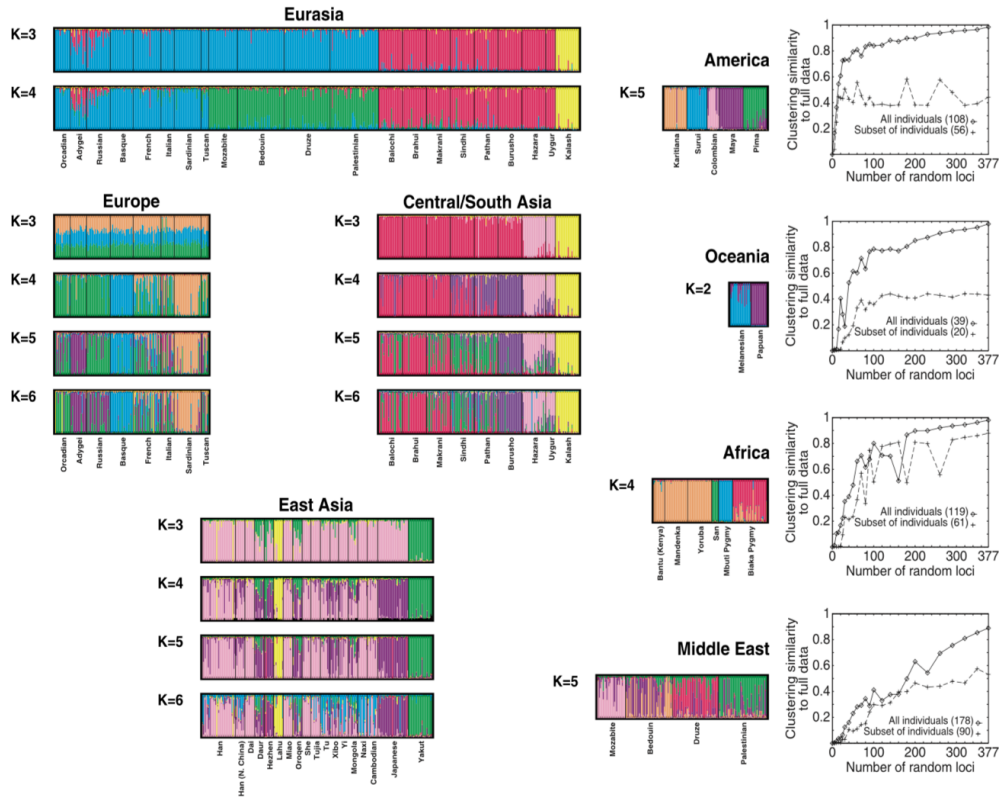 Eurasia
K=3
K=4
Orcadian
Adygei
Russian
Basque
French
Italian
Sardinian
Tuscan
Mozabite
Bedouin
Druze
Palestinian
Balochi
Brahui
Makrani
Sindhi
Pathan
Burusho
Hazara
Uygur
Kalash
Europe
K=3
K=4
K=5
K=6
Orcadian
Adygei
Russian
Basque
French
Italian
Sardinian
Tuscan
Central/South Asia
K=3
K=4
K=5
K=6
Balochi
Brahui
Makrani
Sindhi
Pathan
Burusho
Hazara
Uygur
Kalash
East Asia
K=3
K=4
K=5
K=6
Han
Han (N. China)
Dai
Daur
Hezhen
Lahu
Miao
Oroqen
She
Tujia
Tu
Xibo
Yi
Mongola
Naxi
Cambodian
Japanese
Yakut
America
K=5
Karitiana
Surui
Colombian
Maya
Pima
Clustering similarity
to full data
1
0.8
0.6
0.4
0.2
All individuals (108)
Subset of individuals (56)
0 100 200 300 377
Number of random loci
Oceania
K=2
Melanesian
Papuan
Clustering similarity
to full data
1
0.8
0.6
0.4
0.2
All individuals (39)
Subset of individuals (20)
0 100 200 300 377
Number of random loci
Africa
K=4
Bantu (Kenya)
Mandenka
Yoruba
San
Mbuti Pygmy
Biaka Pygmy
Clustering similarity
to full data
1
0.8
0.6
0.4
0.2
All individuals (119)
Subset of individuals (61)
0 100 200 300 377
Number of random loci
Middle East
K=5
Mozabite
Bedouin
Druze
Palestinian
Clustering similarity
to full data
1
0.8
0.6
0.4
0.2
All individuals (178)
Subset of individuals (90)
0 100 200 300 377
Number of random loci